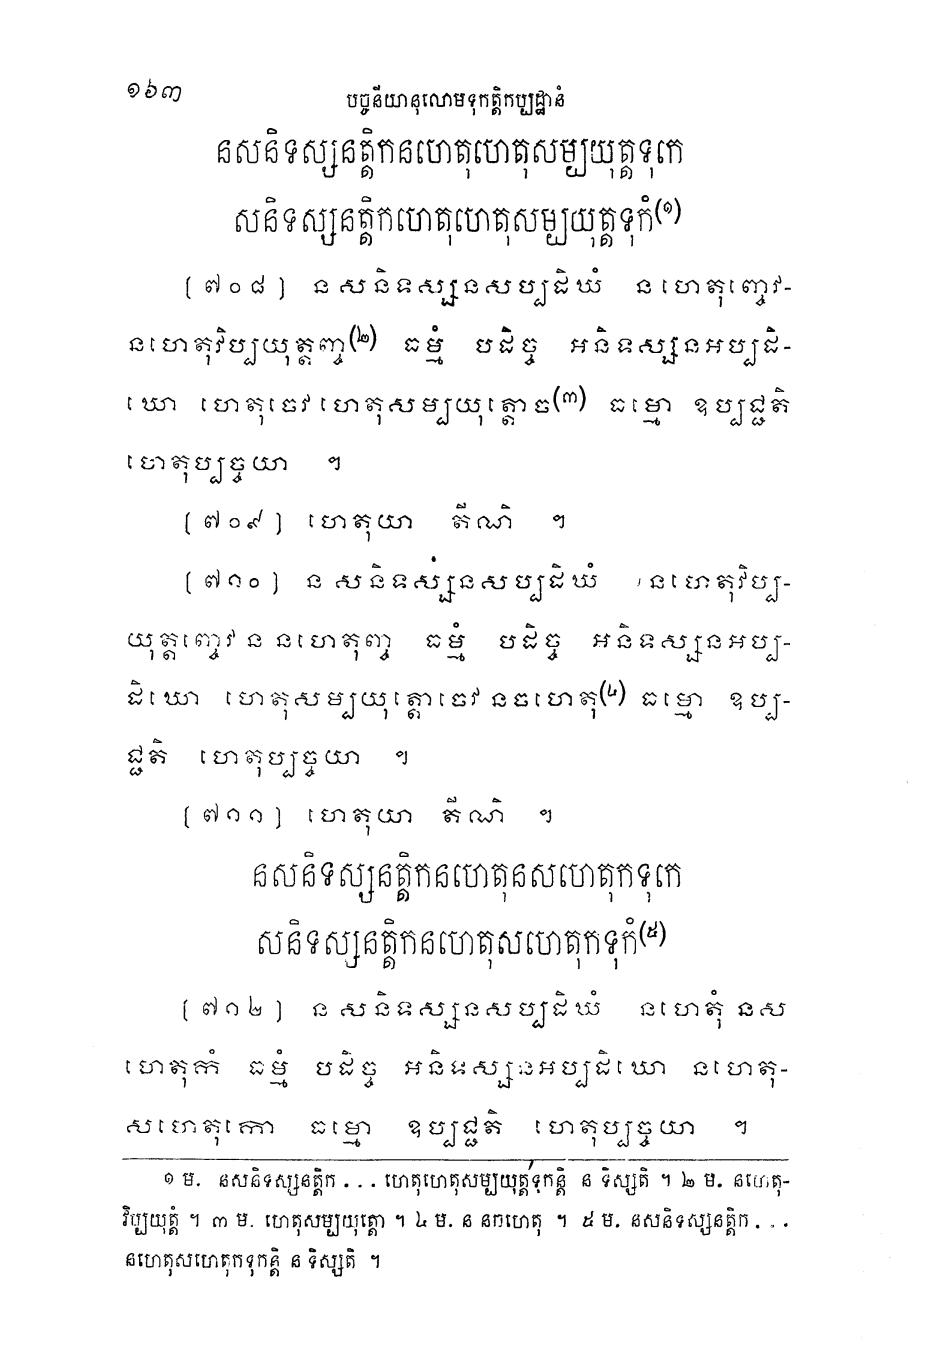 ១៦៣
បច្ចនីយានុលោមទុកត្តិកប្បដ្ឋានំ
នសនិទស្សនត្តិកនហេតុហេតុសម្បយុត្តទុកេ
សនិទស្សនត្តិកហេតុហេតុសម្បយុត្តទុកំ(១)
[៧០៨] នសនិទស្សនសប្បដិឃំ នហេតុញ្ចេវ-
នហេតុវិប្បយុត្តញ្ច(២) ធម្មំ បដិច្ច អនិទស្សនអប្បដិ-
ឃោ ហេតុចេវហេតុសម្បយុត្តោច(៣) ធម្មោ ឧប្បជ្ជតិ
ហេតុប្បច្ចយា ។
[៧០៩] ហេតុយា តីណិ ។
[៧១០] នសនិទស្សនសប្បដិឃំ នហេតុវិប្ប-
យុត្តញ្ចេវ ន នហេតុញ្ច ធម្មំ បដិច្ច អនិទស្សនអប្ប-
ដិឃោ ហេតុសម្បយុត្តោចេវ នចហេតុ(៤) ធម្មោ ឧប្ប-
ជ្ជតិ ហេតុប្បច្ចយា ។
[៧១១] ហេតុយា តីណិ ។
នសនិទស្សនត្តិកនហេតុនសហេតុកទុកេ
សនិទស្សនត្តិកនហេតុសហេតុកទុកំ(៥)
[៧១២] នសនិទស្សនសប្បដិឃំ នហេតុំ នស
ហេតុកំ ធម្មំ បដិច្ច អនិទស្សនអប្បដិឃោ នហេតុ-
សហេតុកោ ធម្មោ ឧប្បជ្ជតិ ហេតុប្បច្ចយា ។
១ ម. នសនិទស្សនត្តិក... ហេតុហេតុសម្បយុត្តទុកន្តិ ន ទិស្សតិ ។ ២ ម. នហេតុ-
វិប្បយុត្តំ ។ ៣ ម. ហេតុសម្បយុត្តោ ។ ៤ ម. ន នកហេតុ ។ ៥ ម. នសនិទស្សនត្តិក...
នហេតុសហេតុកទុកន្តិ ន ទិស្សតិ ។